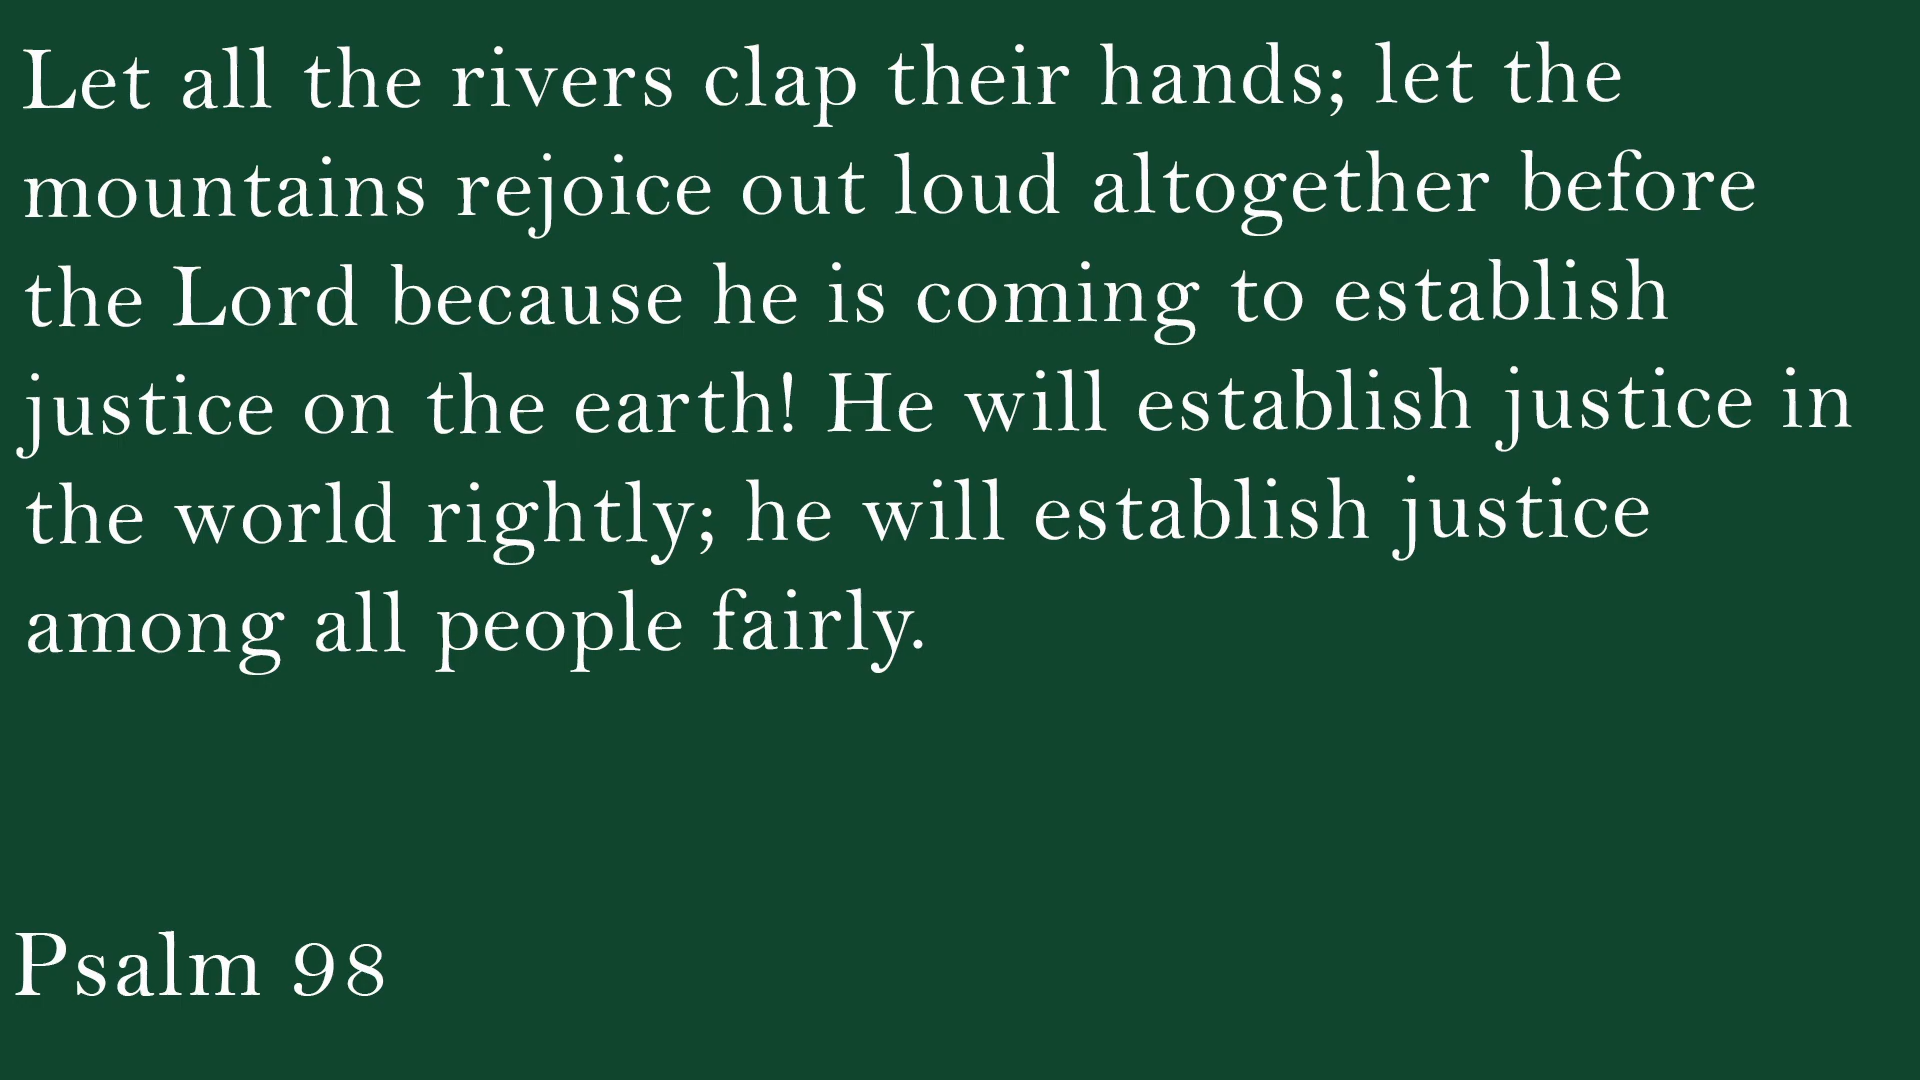 Let all the rivers clap their hands; let the
mountains rejoice out loud altogether before
the Lord because he is coming to establish
justice on the earth! He will establish justice in
the world rightly; he will establish justice
among all people fairly.
Psalm 98